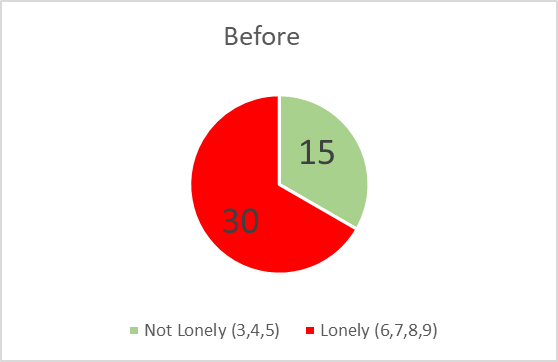 Before
15
30
Not Lonely (3,4,5)
Lonely (6,7,8,9)